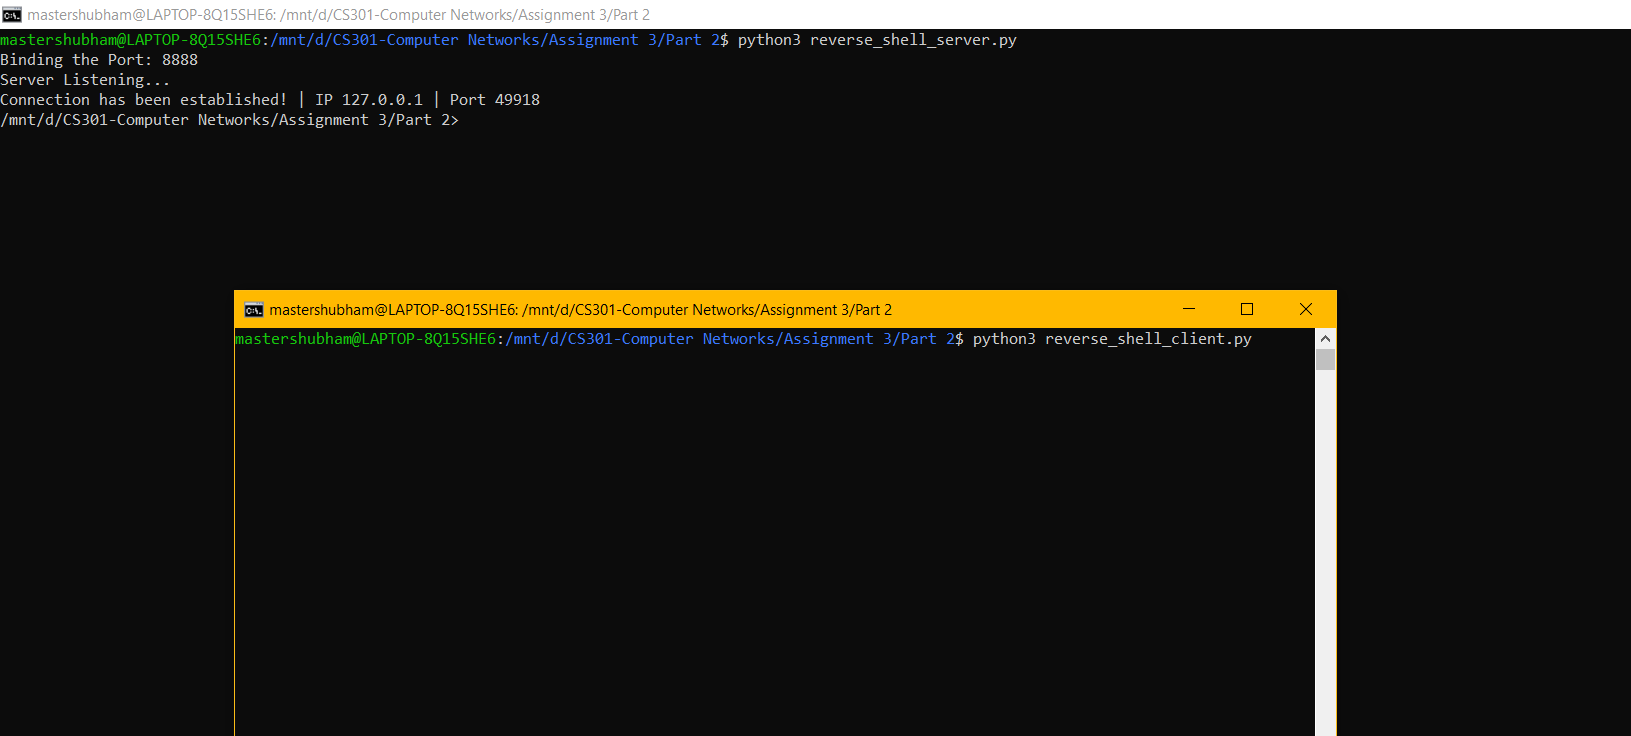 mastershubham@LAPTOP-8Q15SHE6: /mnt/d/CS301-Computer Networks/Assignment 3/Part 2
mastershubham@LAPTOP-8Q15SHE6:/mnt/d/CS301-Computer Networks/Assignment 3/Part 2$ python3 reverse_shell_server.py
Binding the Port: 8888
Server Listening...
Connection has been established! | IP 127.0.0.1 | Port 49918
/mnt/d/CS301-Computer Networks/Assignment 3/Part 2>
mastershubham@LAPTOP-8Q15SHE6: /mnt/d/CS301-Computer Networks/Assignment 3/Part 2
mastershubham@LAPTOP-8Q15SHE6:/mnt/d/CS301-Computer Networks/Assignment 3/Part 2$ python3 reverse_shell_client.py